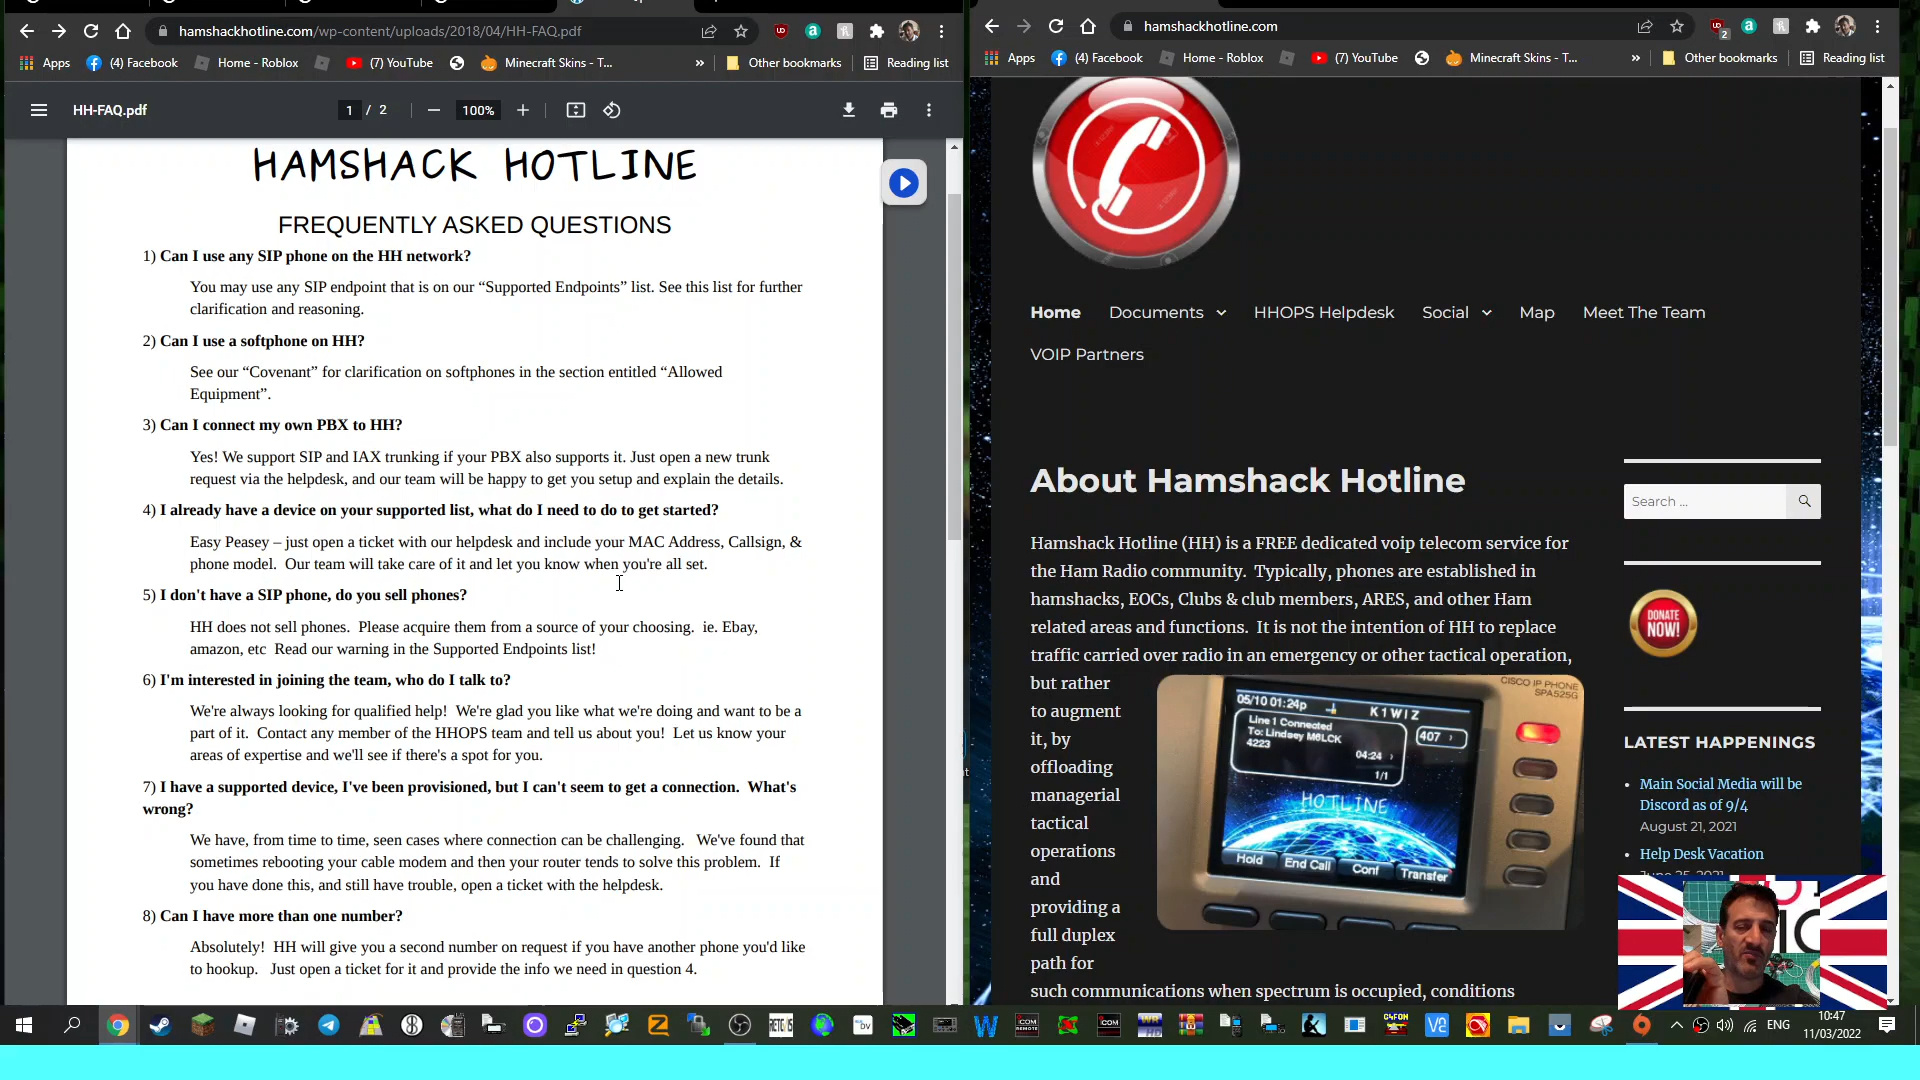 hamshackhotline.com/wp-content/uploads/2018/04/HH-FAQ.pdf
Apps
(4) Facebook
Home - Roblox
(7) YouTube
Minecraft Skins - T...
»
Other bookmarks
Reading list
HH-FAQ.pdf
1 / 2
100%
HAMSHACK HOTLINE
FREQUENTLY ASKED QUESTIONS
1) Can I use any SIP phone on the HH network?
You may use any SIP endpoint that is on our “Supported Endpoints” list. See this list for further
clarification and reasoning.
2) Can I use a softphone on HH?
See our “Covenant” for clarification on softphones in the section entitled “Allowed
Equipment”.
3) Can I connect my own PBX to HH?
Yes! We support SIP and IAX trunking if your PBX also supports it. Just open a new trunk
request via the helpdesk, and our team will be happy to get you setup and explain the details.
4) I already have a device on your supported list, what do I need to do to get started?
Easy Peasey – just open a ticket with our helpdesk and include your MAC Address, Callsign, &
phone model. Our team will take care of it and let you know when you're all set.
5) I don't have a SIP phone, do you sell phones?
HH does not sell phones. Please acquire them from a source of your choosing. ie. Ebay,
amazon, etc Read our warning in the Supported Endpoints list!
6) I'm interested in joining the team, who do I talk to?
We're always looking for qualified help! We're glad you like what we're doing and want to be a
part of it. Contact any member of the HHOPS team and tell us about you! Let us know your
areas of expertise and we'll see if there's a spot for you.
7) I have a supported device, I've been provisioned, but I can't seem to get a connection. What's
wrong?
We have, from time to time, seen cases where connection can be challenging. We've found that
sometimes rebooting your cable modem and then your router tends to solve this problem. If
you have done this, and still have trouble, open a ticket with the helpdesk.
8) Can I have more than one number?
Absolutely! HH will give you a second number on request if you have another phone you'd like
to hookup. Just open a ticket for it and provide the info we need in question 4.
hamshackhotline.com
2
Apps
(4) Facebook
Home - Roblox
(7) YouTube
Minecraft Skins - T...
»
Other bookmarks
Reading list
Home
Documents
HHOPS Helpdesk
Social
Map
Meet The Team
VOIP Partners
About Hamshack Hotline
Hamshack Hotline (HH) is a FREE dedicated voip telecom service for
the Ham Radio community. Typically, phones are established in
hamshacks, EOCs, Clubs & club members, ARES, and other Ham
related areas and functions. It is not the intention of HH to replace
traffic carried over radio in an emergency or other tactical operation,
but rather
to augment
it, by
offloading
managerial
tactical
operations
and
providing a
full duplex
path for
such communications when spectrum is occupied, conditions
CISCO IP PHONE
SPA525G
05/10 01:24p
K1WIZ
Line 1 Connected
To: Lindsey M6LCK
4223
04:24
1/1
407
HOTLINE
Hold
End Call
Conf
Transfer
Search ...
DONATE
NOW!
LATEST HAPPENINGS
Main Social Media will be
Discord as of 9/4
August 21, 2021
Help Desk Vacation
ENG
10:47
11/03/2022